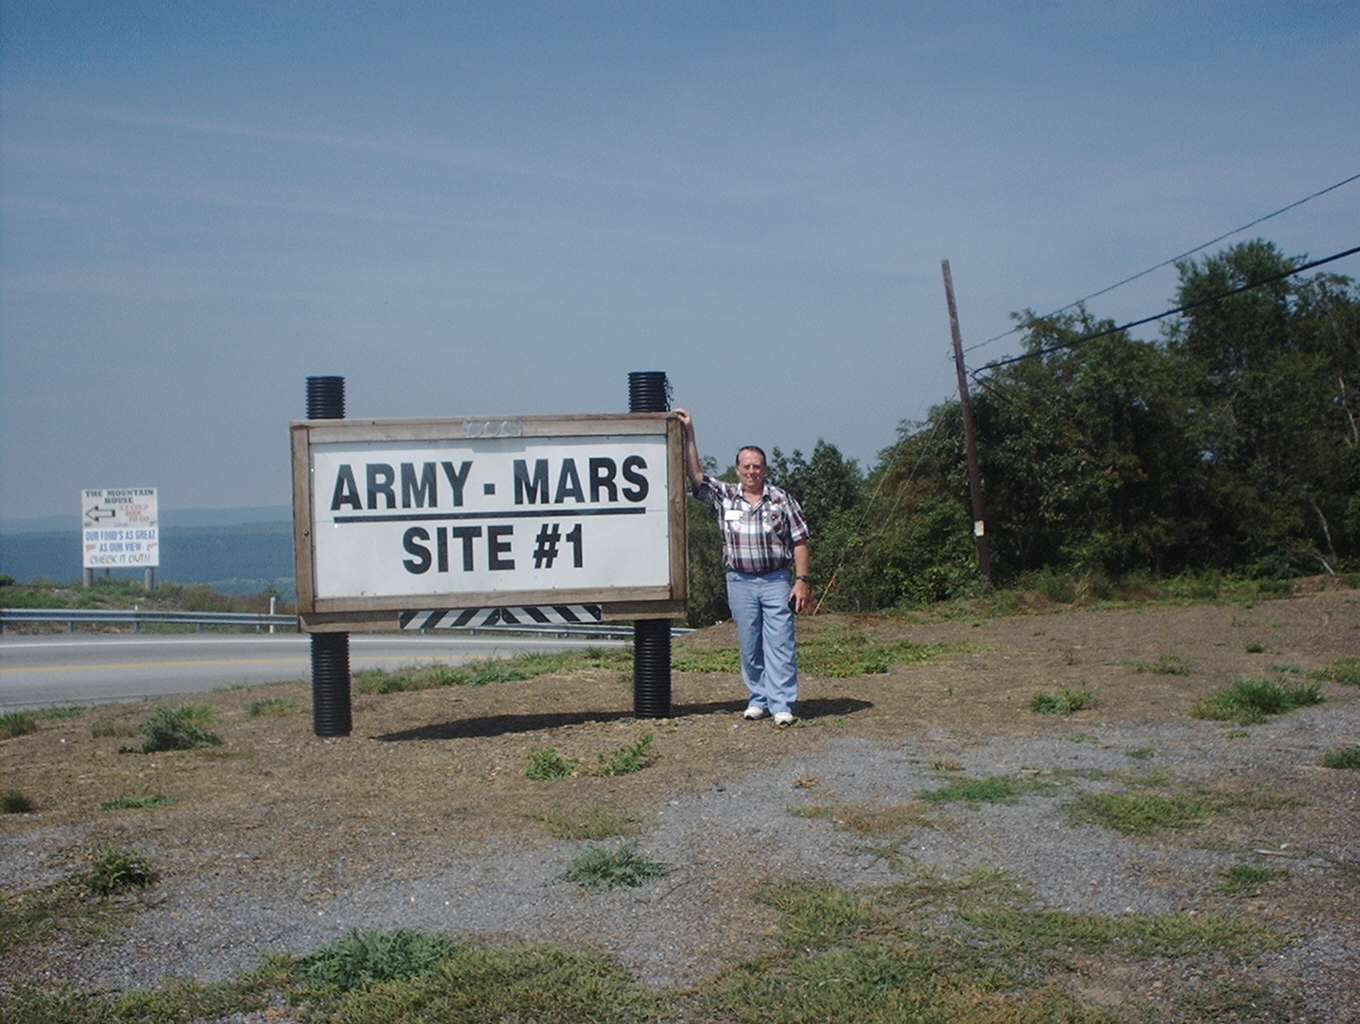 ARMY - MARS
SITE #1
THE MOUNTAIN
HOUSE
OUR FOOD'S AS GREAT
AS OUR VIEW
CHECK IT OUT!!